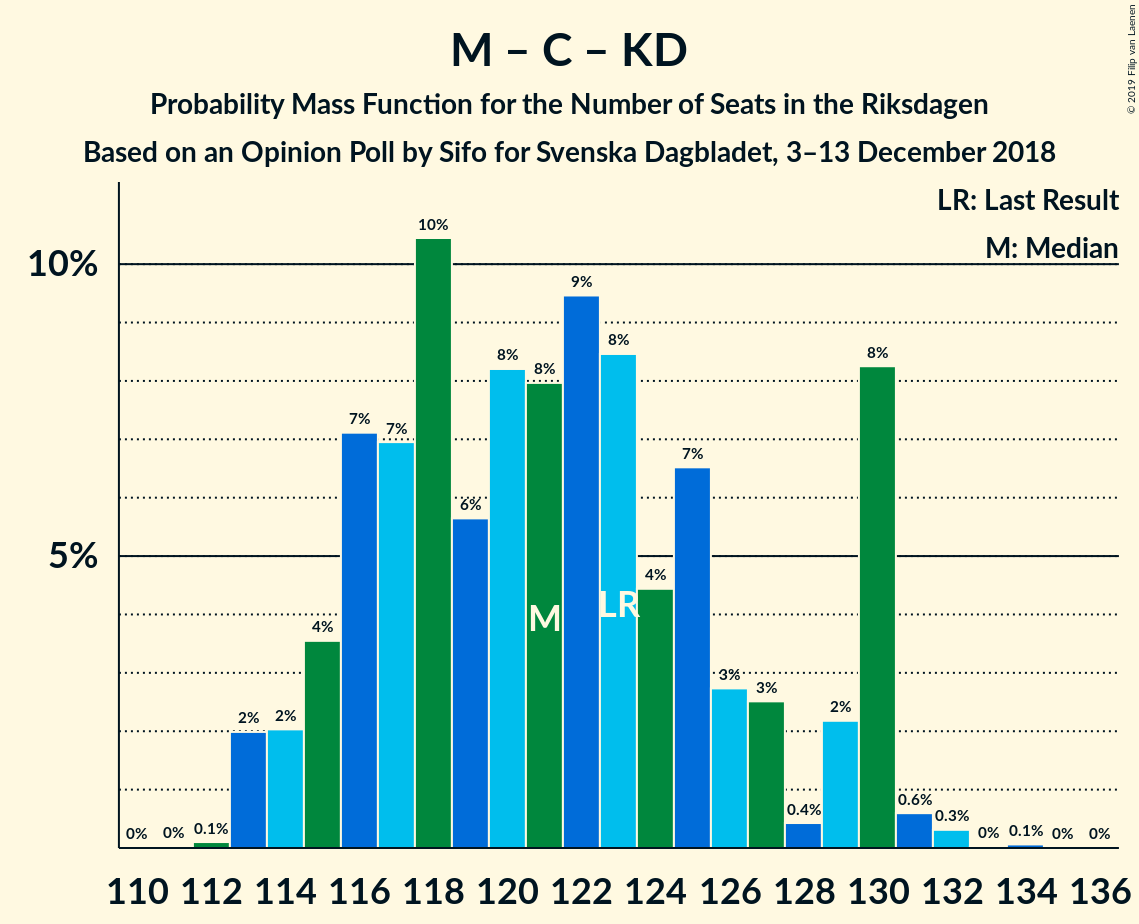 M – C – KD
Probability Mass Function for the Number of Seats in the Riksdagen
Based on an Opinion Poll by Sifo for Svenska Dagbladet, 3–13 December 2018
© 2019 Filip van Laenen
LR: Last Result
M: Median
10%
5%
0% 0% 0.1% 2% 2% 4% 7% 7% 10% 6% 8% 8% 9% 8% 4% 7% 3% 3% 0.4% 2% 8% 0.6% 0.3% 0% 0.1% 0% 0%
M LR
110 112 114 116 118 120 122 124 126 128 130 132 134 136